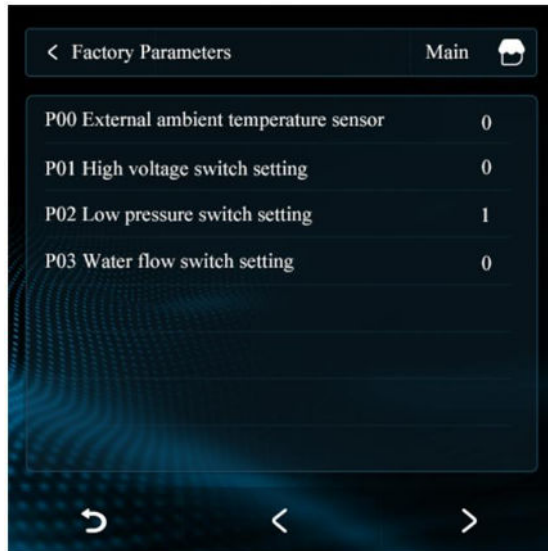 Factory Parameters Main
P00 External ambient temperature sensor 0
P01 High voltage switch setting 0
P02 Low pressure switch setting 1
P03 Water flow switch setting 0